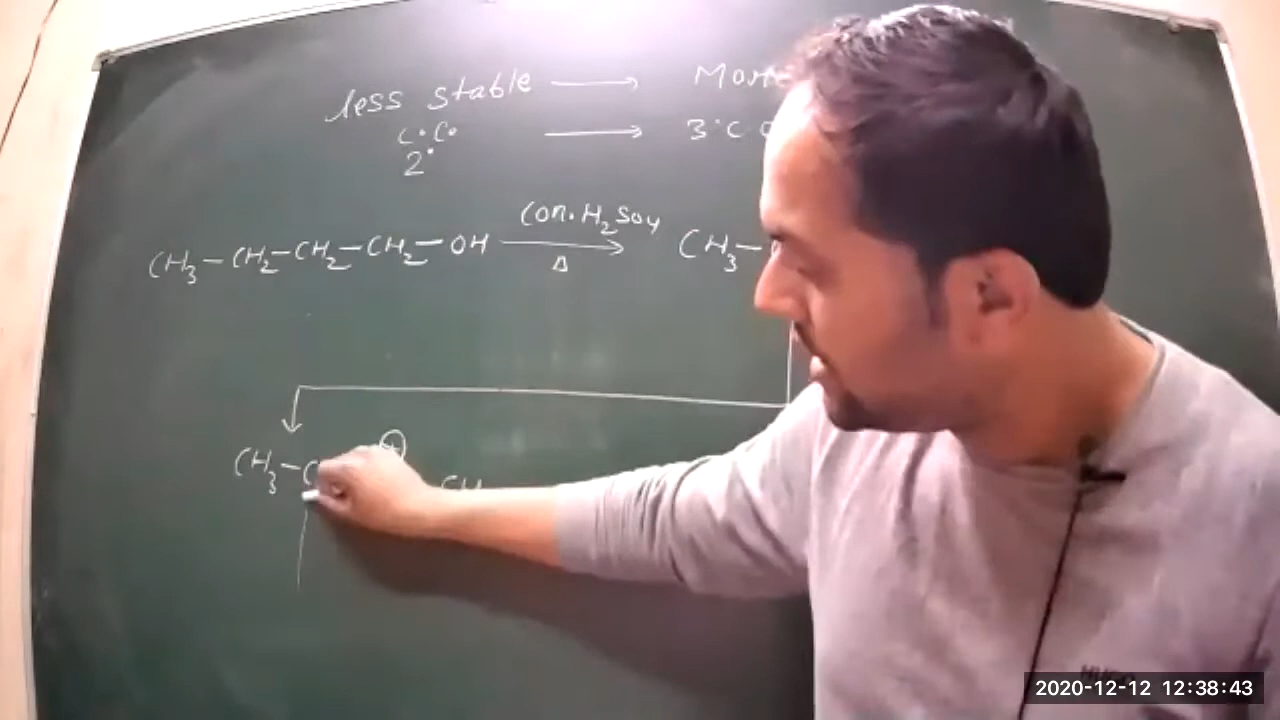 less stable ⟶
C•C• ⟶ 3°C
2•
CH3–CH2–CH2–CH2–OH Con.H2SO4 CH3–
Δ
CH3– CH
2020-12-12 12:38:43